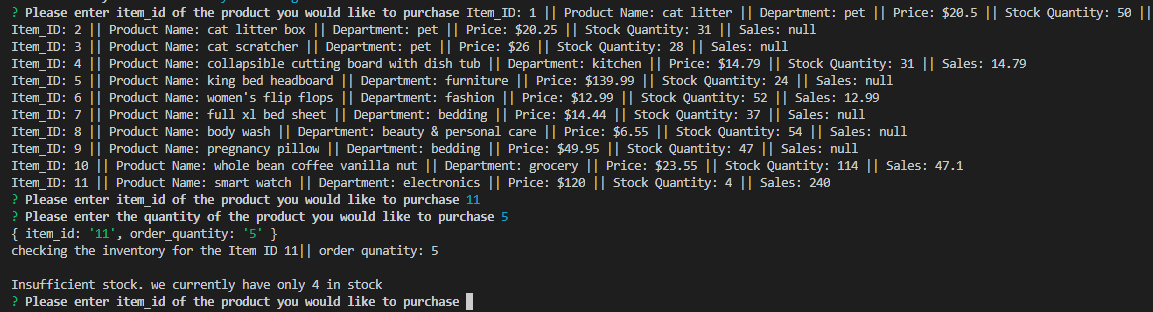 ? Please enter item_id of the product you would like to purchase Item_ID: 1 || Product Name: cat litter || Department: pet || Price: $20.5 || Stock Quantity: 50 ||
Item_ID: 2 || Product Name: cat litter box || Department: pet || Price: $20.25 || Stock Quantity: 31 || Sales: null
Item_ID: 3 || Product Name: cat scratcher || Department: pet || Price: $26 || Stock Quantity: 28 || Sales: null
Item_ID: 4 || Product Name: collapsible cutting board with dish tub || Department: kitchen || Price: $14.79 || Stock Quantity: 31 || Sales: 14.79
Item_ID: 5 || Product Name: king bed headboard || Department: furniture || Price: $139.99 || Stock Quantity: 24 || Sales: null
Item_ID: 6 || Product Name: women's flip flops || Department: fashion || Price: $12.99 || Stock Quantity: 52 || Sales: 12.99
Item_ID: 7 || Product Name: full xl bed sheet || Department: bedding || Price: $14.44 || Stock Quantity: 37 || Sales: null
Item_ID: 8 || Product Name: body wash || Department: beauty & personal care || Price: $6.55 || Stock Quantity: 54 || Sales: null
Item_ID: 9 || Product Name: pregnancy pillow || Department: bedding || Price: $49.95 || Stock Quantity: 47 || Sales: null
Item_ID: 10 || Product Name: whole bean coffee vanilla nut || Department: grocery || Price: $23.55 || Stock Quantity: 114 || Sales: 47.1
Item_ID: 11 || Product Name: smart watch || Department: electronics || Price: $120 || Stock Quantity: 4 || Sales: 240
? Please enter item_id of the product you would like to purchase 11
? Please enter the quantity of the product you would like to purchase 5
{ item_id: '11', order_quantity: '5' }
checking the inventory for the Item ID 11|| order qunatity: 5
Insufficient stock. we currently have only 4 in stock
? Please enter item_id of the product you would like to purchase